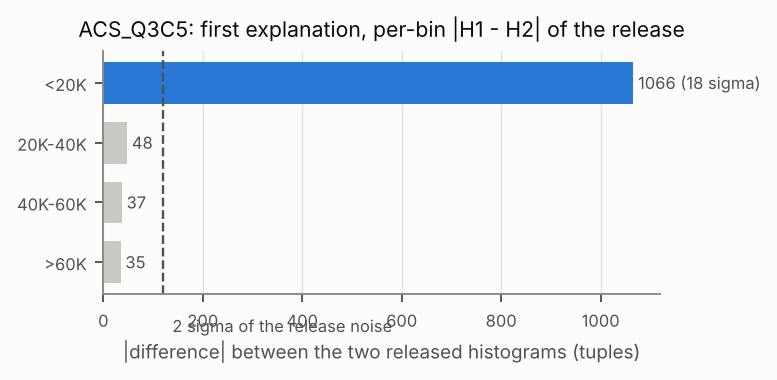 ACS_Q3C5: first explanation, per-bin |H1 - H2| of the release
<20K
1066 (18 sigma)
20K-40K
48
40K-60K
37
>60K
35
0 200 400 600 800 1000
2 sigma of the release noise
|difference| between the two released histograms (tuples)